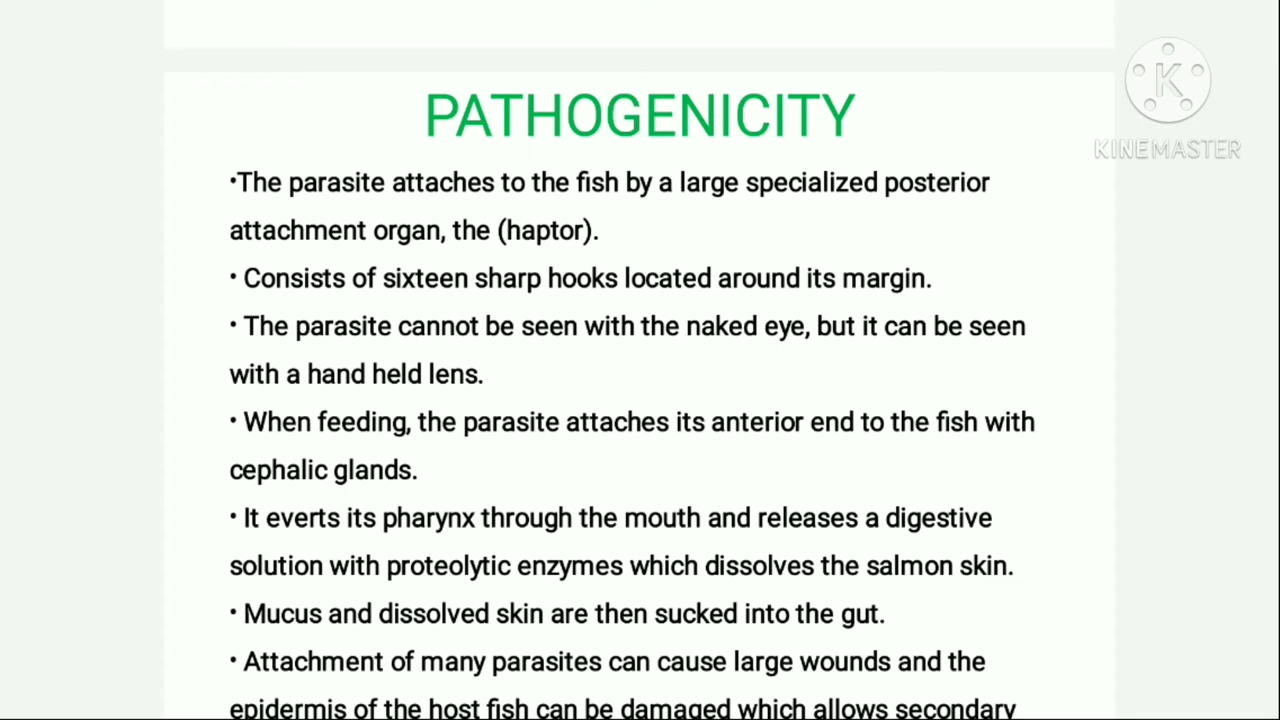 PATHOGENICITY
K
KINEMASTER
•The parasite attaches to the fish by a large specialized posterior
attachment organ, the (haptor).
• Consists of sixteen sharp hooks located around its margin.
• The parasite cannot be seen with the naked eye, but it can be seen
with a hand held lens.
• When feeding, the parasite attaches its anterior end to the fish with
cephalic glands.
• It everts its pharynx through the mouth and releases a digestive
solution with proteolytic enzymes which dissolves the salmon skin.
• Mucus and dissolved skin are then sucked into the gut.
• Attachment of many parasites can cause large wounds and the
epidermis of the host fish can be damaged which allows secondary